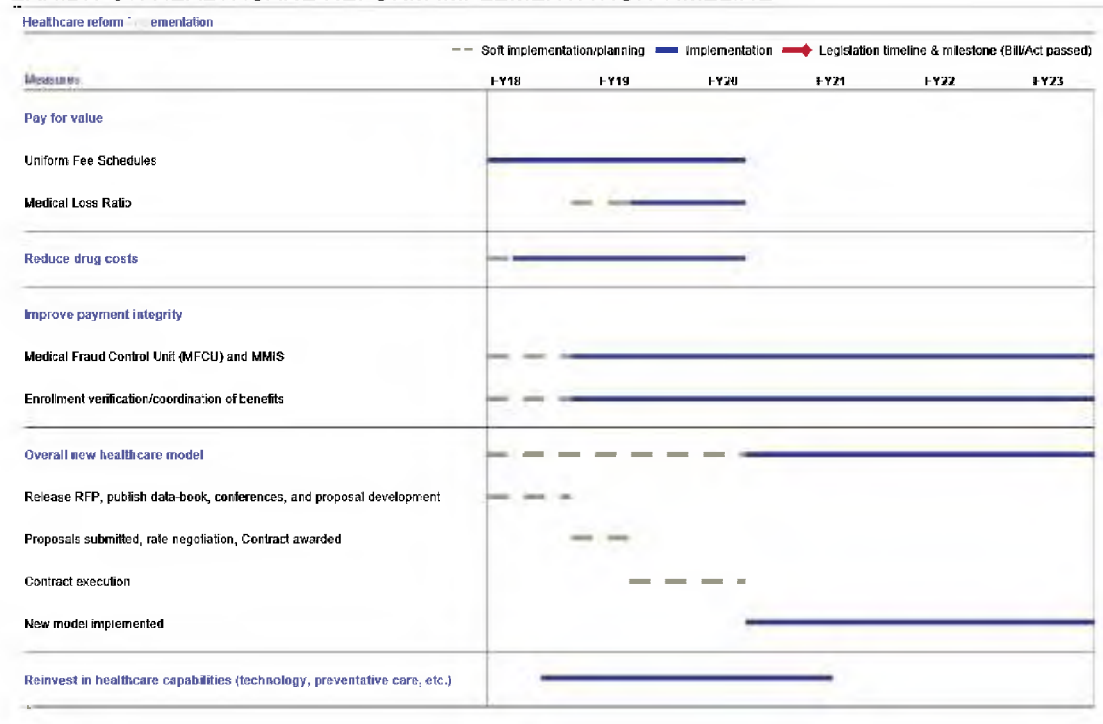 Healthcare reform ementation
Soft implementation/planning Implementation Legislation timeline & milestone (Bill/Act passed)
Measures FY18 FY19 FY20 FY21 FY22 FY23
Pay for value
Uniform Fee Schedules
Medical Loss Ratio
Reduce drug costs
Improve payment integrity
Medical Fraud Control Unit (MFCU) and MMIS
Enrollment verification/coordination of benefits
Overall new healthcare model
Release RFP, publish data-book, conferences, and proposal development
Proposals submitted, rate negotiation, Contract awarded
Contract execution
New model implemented
Reinvest in healthcare capabilities (technology, preventative care, etc.)